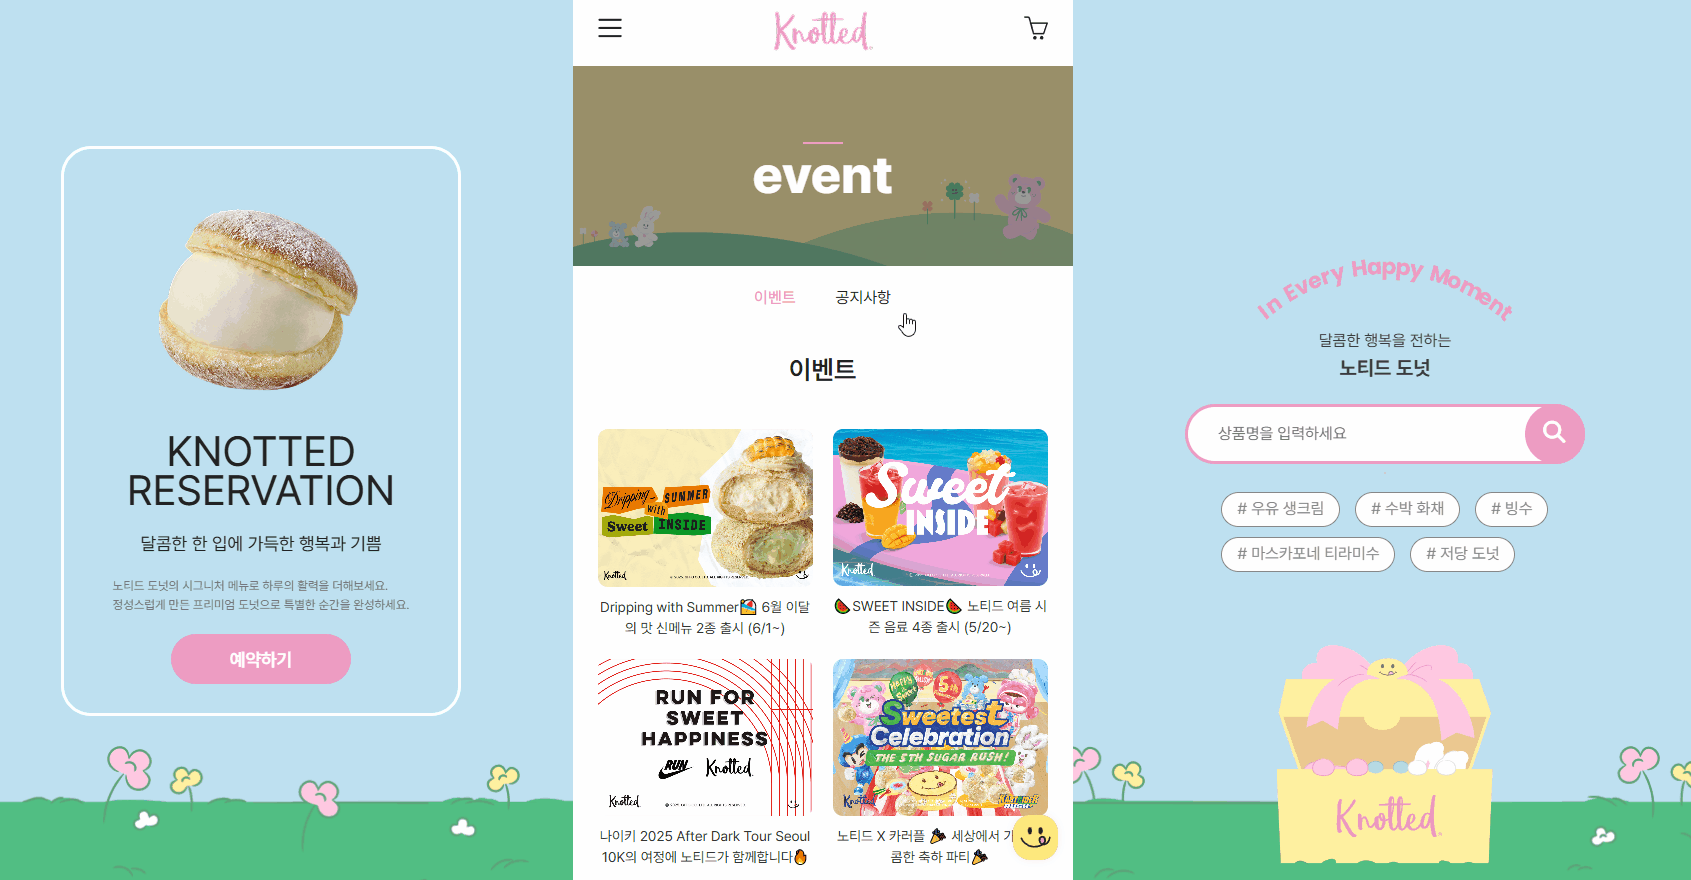 KNOTTED
RESERVATION
달콤한 한 입에 가득한 행복과 기쁨
노티드 도넛의 시그니처 메뉴로 하루의 활력을 더해보세요.
정성스럽게 만든 프리미엄 도넛으로 특별한 순간을 완성하세요.
예약하기
Knotted
event
이벤트
공지사항
이벤트
Dripping SUMMER
with
Sweet INSIDE
Knotted
Sweet
INSIDE
Knotted
Dripping with Summer🏖 6월 이달
의 맛 신메뉴 2종 출시 (6/1~)
🍉SWEET INSIDE🍉 노티드 여름 시
즌 음료 4종 출시 (5/20~)
RUN FOR
SWEET
HAPPINESS
RUN Knotted
Knotted
5th
Sweetest
Celebration
THE 5TH SUGAR RUSH!
Knotted
나이키 2025 After Dark Tour Seoul
10K의 여정에 노티드가 함께합니다🔥
노티드 X 카러플 🎉 세상에서
콤한 축하 파티🎉
In Every Happy Moment
달콤한 행복을 전하는
노티드 도넛
상품명을 입력하세요
# 우유 생크림
# 수박 화채
# 빙수
# 마스카포네 티라미수
# 저당 도넛
Knotted